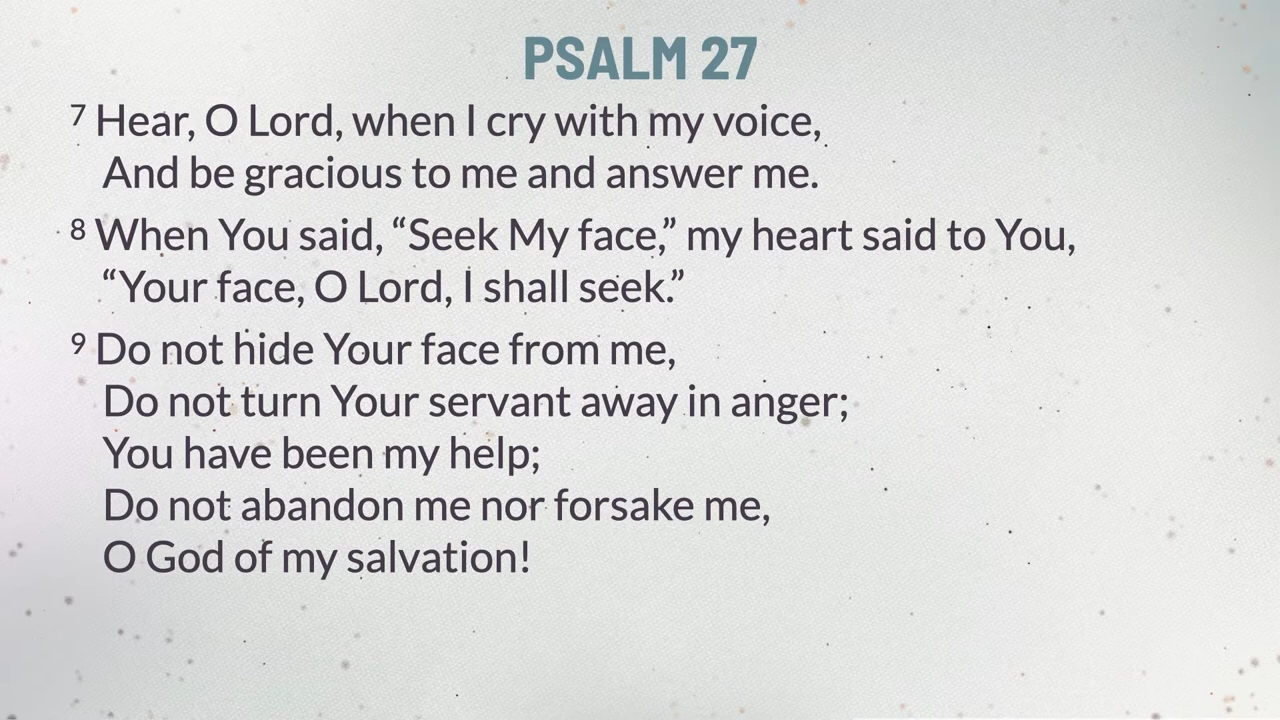 PSALM 27
7 Hear, O Lord, when I cry with my voice,
And be gracious to me and answer me.
8 When You said, “Seek My face,” my heart said to You,
“Your face, O Lord, I shall seek.”
9 Do not hide Your face from me,
Do not turn Your servant away in anger;
You have been my help;
Do not abandon me nor forsake me,
O God of my salvation!